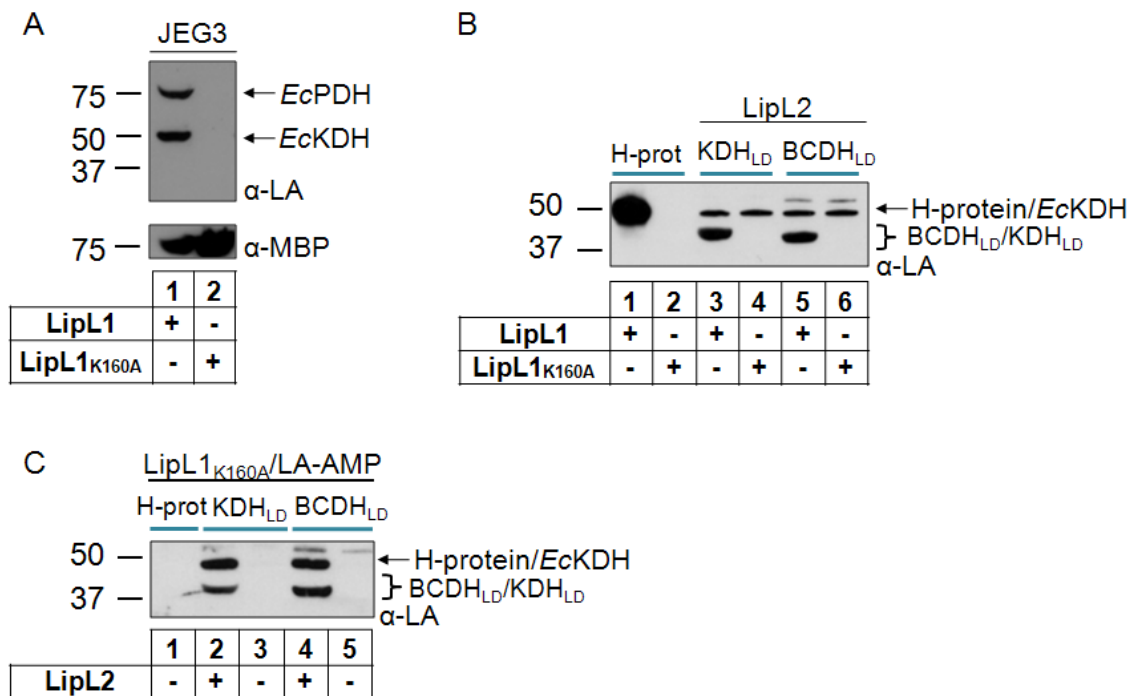 A
JEG3
75
EcPDH
50
EcKDH
37
α-LA
75
α-MBP
1 2
LipL1 + -
LipL1K160A - +
B
LipL2
H-prot KDHLD BCDHLD
50
H-protein/EcKDH
37
BCDHLD/KDHLD
α-LA
1 2 3 4 5 6
LipL1 + - + - + -
LipL1K160A - + - + - +
C
LipL1K160A/LA-AMP
H-prot KDHLD BCDHLD
50
H-protein/EcKDH
37
BCDHLD/KDHLD
α-LA
1 2 3 4 5
LipL2 - + - + -